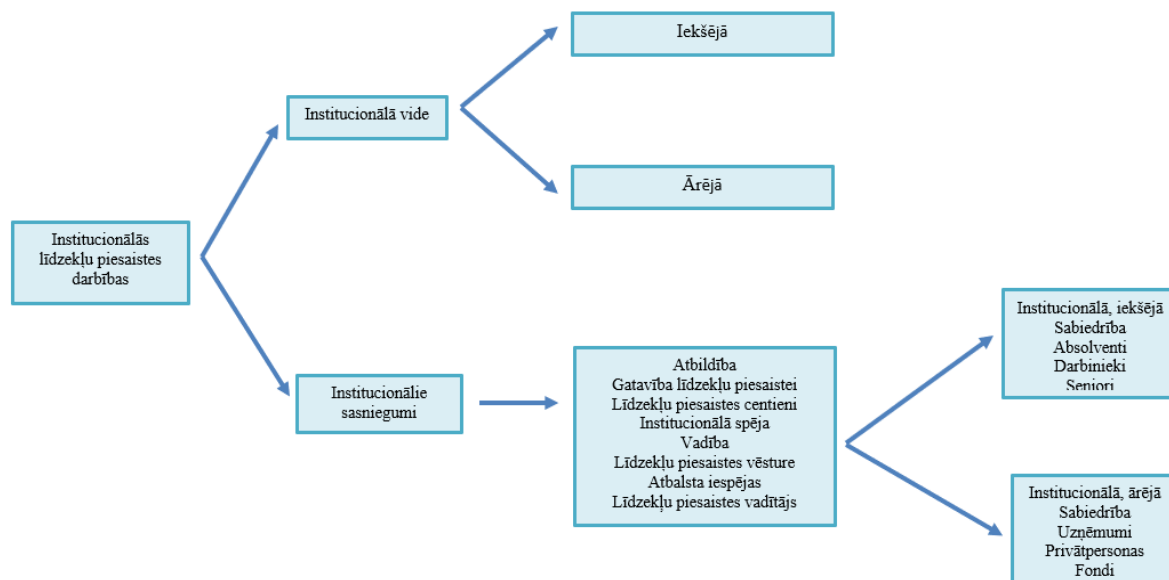 Iekšējā
Institucionālā vide
Ārējā
Institucionālās
līdzekļu piesaistes
darbības
Institucionālie
sasniegumi
Atbildība
Gatavība līdzekļu piesaistei
Līdzekļu piesaistes centieni
Institucionālā spēja
Vadība
Līdzekļu piesaistes vēsture
Atbalsta iespējas
Līdzekļu piesaistes vadītājs
Institucionālā, iekšējā
Sabiedrība
Absolventi
Darbinieki
Seniori
Institucionālā, ārējā
Sabiedrība
Uzņēmumi
Privātpersonas
Fondi